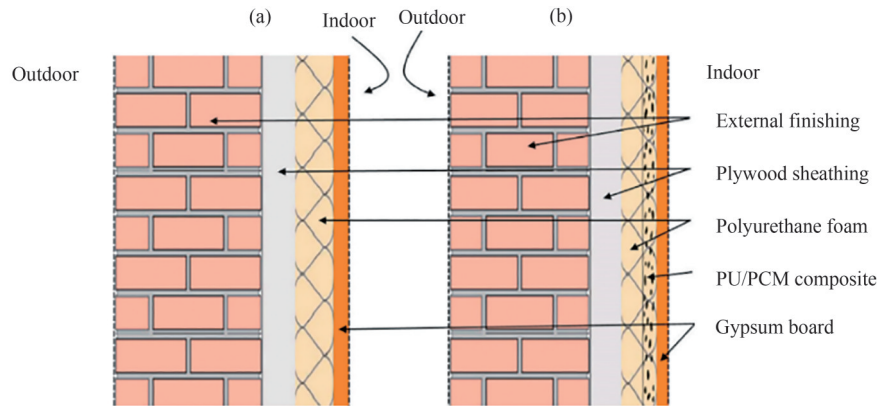 (a)
Indoor
Outdoor
(b)
Outdoor
Indoor
External finishing
Plywood sheathing
Polyurethane foam
PU/PCM composite
Gypsum board